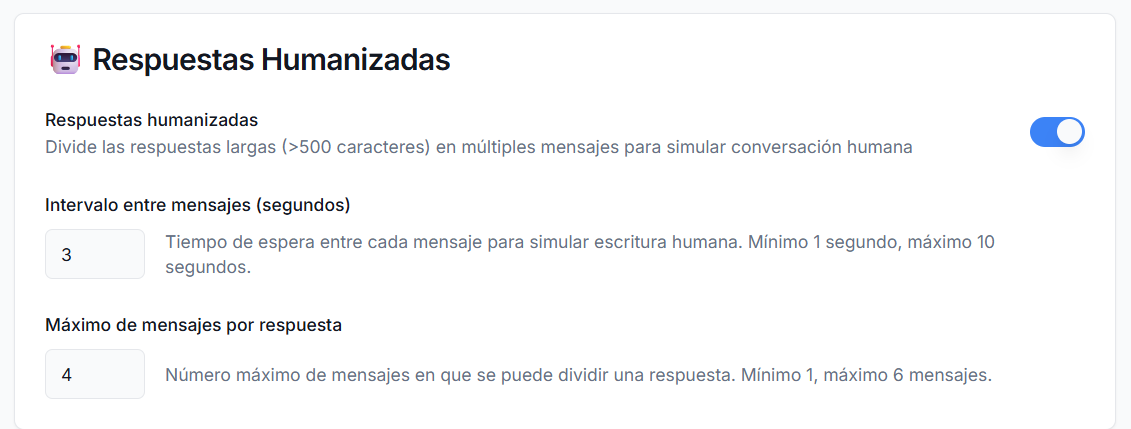 Respuestas Humanizadas
Respuestas humanizadas
Divide las respuestas largas (>500 caracteres) en múltiples mensajes para simular conversación humana
Intervalo entre mensajes (segundos)
3
Tiempo de espera entre cada mensaje para simular escritura humana. Mínimo 1 segundo, máximo 10
segundos.
Máximo de mensajes por respuesta
4
Número máximo de mensajes en que se puede dividir una respuesta. Mínimo 1, máximo 6 mensajes.